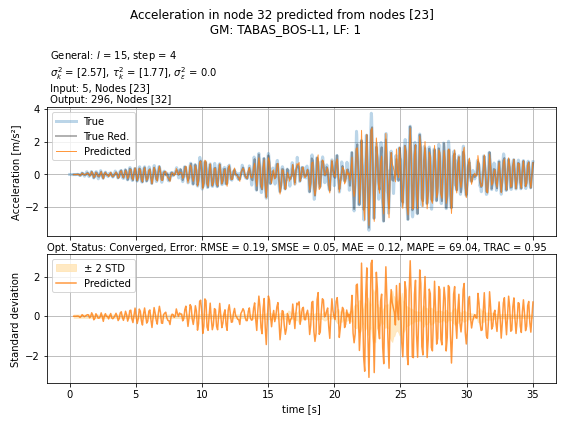 Acceleration in node 32 predicted from nodes [23]
GM: TABAS_BOS-L1, LF: 1
General: l = 15, step = 4
σ²ₖ = [2.57], τ²ₖ = [1.77], σ²ε = 0.0
Input: 5, Nodes [23]
Output: 296, Nodes [32]
4
2
0
−2
Acceleration [m/s²]
True
True Red.
Predicted
Opt. Status: Converged, Error: RMSE = 0.19, SMSE = 0.05, MAE = 0.12, MAPE = 69.04, TRAC = 0.95
2
0
−2
Standard deviation
± 2 STD
Predicted
0 5 10 15 20 25 30 35
time [s]